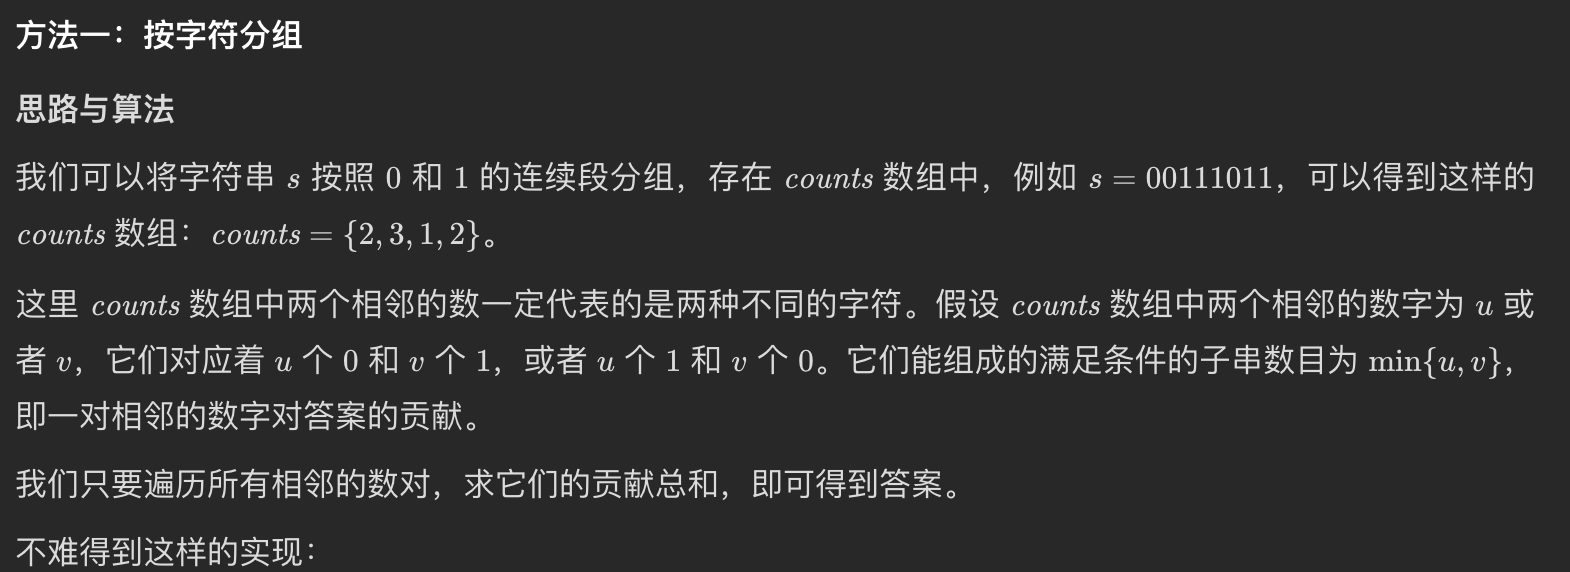 方法一：按字符分组
思路与算法
我们可以将字符串 s 按照 0 和 1 的连续段分组，存在 counts 数组中，例如 s = 00111011，可以得到这样的
counts 数组：counts = {2, 3, 1, 2}。
这里 counts 数组中两个相邻的数一定代表的是两种不同的字符。假设 counts 数组中两个相邻的数字为 u 或
者 v，它们对应着 u 个 0 和 v 个 1，或者 u 个 1 和 v 个 0。它们能组成的满足条件的子串数目为 min{u, v}，
即一对相邻的数字对答案的贡献。
我们只要遍历所有相邻的数对，求它们的贡献总和，即可得到答案。
不难得到这样的实现：